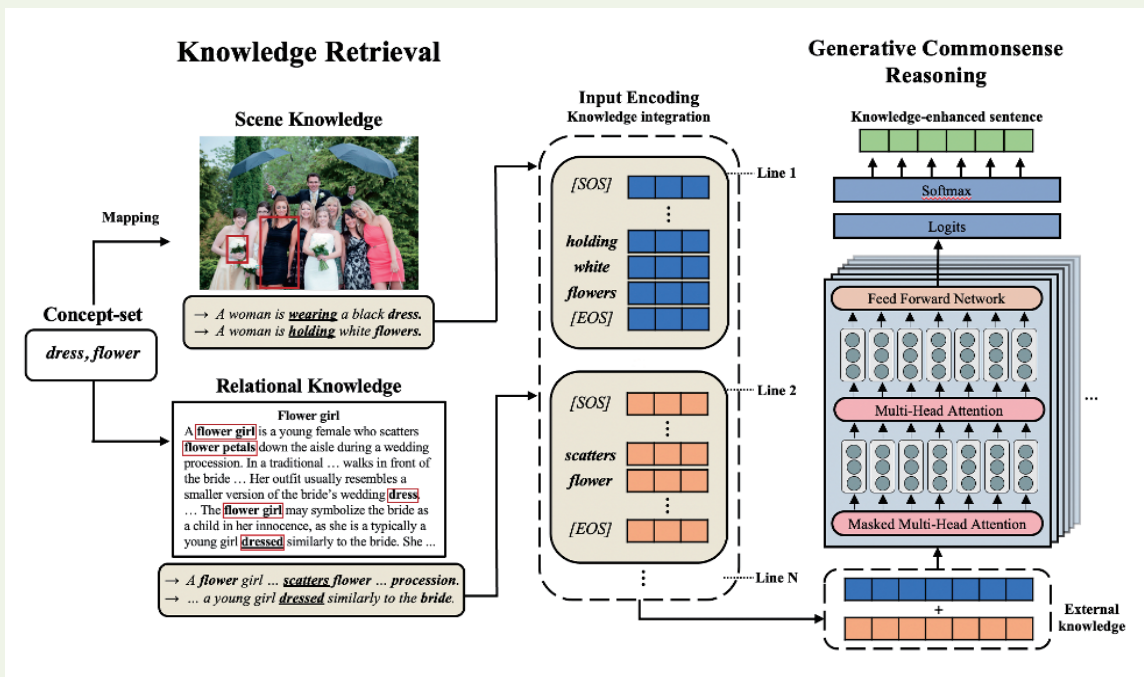 Knowledge Retrieval
Generative Commonsense
Reasoning
Scene Knowledge
Input Encoding
Knowledge integration
Knowledge-enhanced sentence
Mapping
Concept-set
dress, flower
→ A woman is wearing a black dress.
→ A woman is holding white flowers.
Relational Knowledge
Flower girl
A flower girl is a young female who scatters
flower petals down the aisle during a wedding
procession. In a traditional … walks in front of
the bride … Her outfit usually resembles a
smaller version of the bride's wedding dress.
… The flower girl may symbolize the bride as
a child in her innocence, as she is a typically a
young girl dressed similarly to the bride. She ...
→ A flower girl … scatters flower … procession.
→ … a young girl dressed similarly to the bride.
[SOS]
⋮
holding
white
flowers
[EOS]
Line 1
[SOS]
⋮
scatters
flower
⋮
[EOS]
Line 2
⋮
Line N
Softmax
Logits
Feed Forward Network
Multi-Head Attention
...
Masked Multi-Head Attention
+
External
knowledge